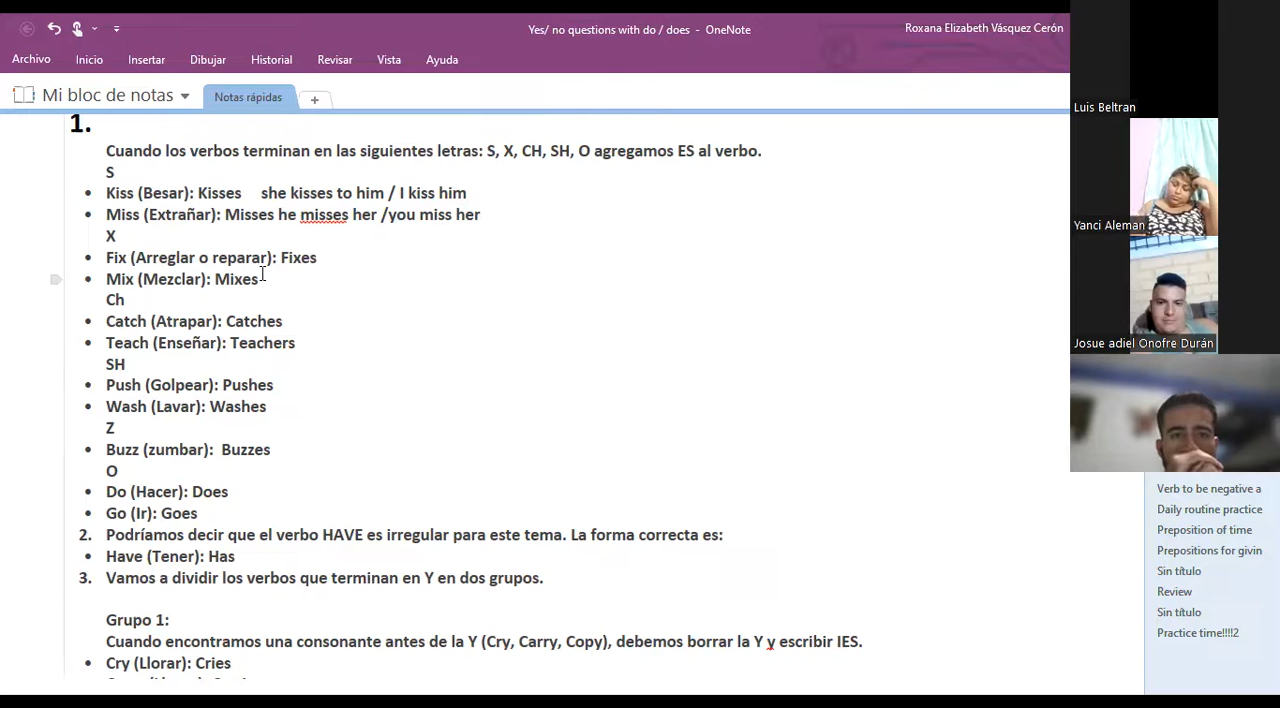 Yes/ no questions with do / does - OneNote
Roxana Elizabeth Vásquez Cerón
Archivo Inicio Insertar Dibujar Historial Revisar Vista Ayuda
Mi bloc de notas Notas rápidas
Luis Beltran
1.
Cuando los verbos terminan en las siguientes letras: S, X, CH, SH, O agregamos ES al verbo.
S
• Kiss (Besar): Kisses she kisses to him / I kiss him
• Miss (Extrañar): Misses he misses her /you miss her
Yanci Aleman
X
• Fix (Arreglar o reparar): Fixes
• Mix (Mezclar): Mixes
Ch
• Catch (Atrapar): Catches
• Teach (Enseñar): Teachers
Josue adiel Onofre Durán
SH
• Push (Golpear): Pushes
• Wash (Lavar): Washes
Z
• Buzz (zumbar): Buzzes
O
• Do (Hacer): Does
• Go (Ir): Goes
2. Podríamos decir que el verbo HAVE es irregular para este tema. La forma correcta es:
• Have (Tener): Has
3. Vamos a dividir los verbos que terminan en Y en dos grupos.
Grupo 1:
Cuando encontramos una consonante antes de la Y (Cry, Carry, Copy), debemos borrar la Y y escribir IES.
• Cry (Llorar): Cries
Verb to be negative a
Daily routine practice
Preposition of time
Prepositions for givin
Sin título
Review
Sin título
Practice time!!!!2